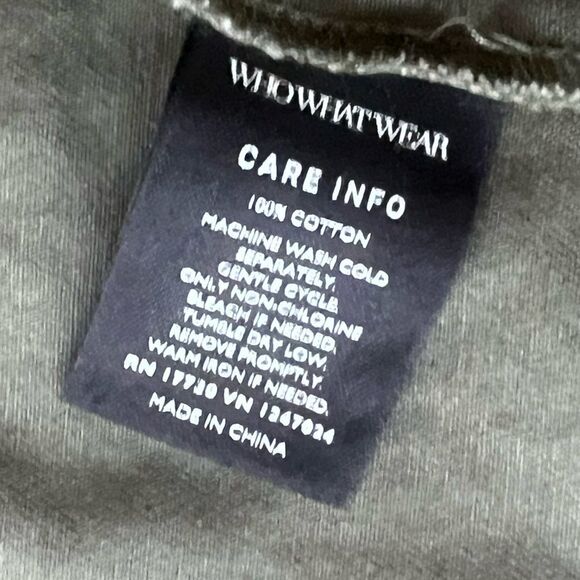 WHOWHATWEAR
CARE INFO
100% COTTON
MACHINE WASH COLD
SEPARATELY.
GENTLE CYCLE.
ONLY NON-CHLORINE
BLEACH IF NEEDED.
TUMBLE DRY LOW.
REMOVE PROMPTLY.
WARM IRON IF NEEDED.
RN 17730 VN 1247024
MADE IN CHINA